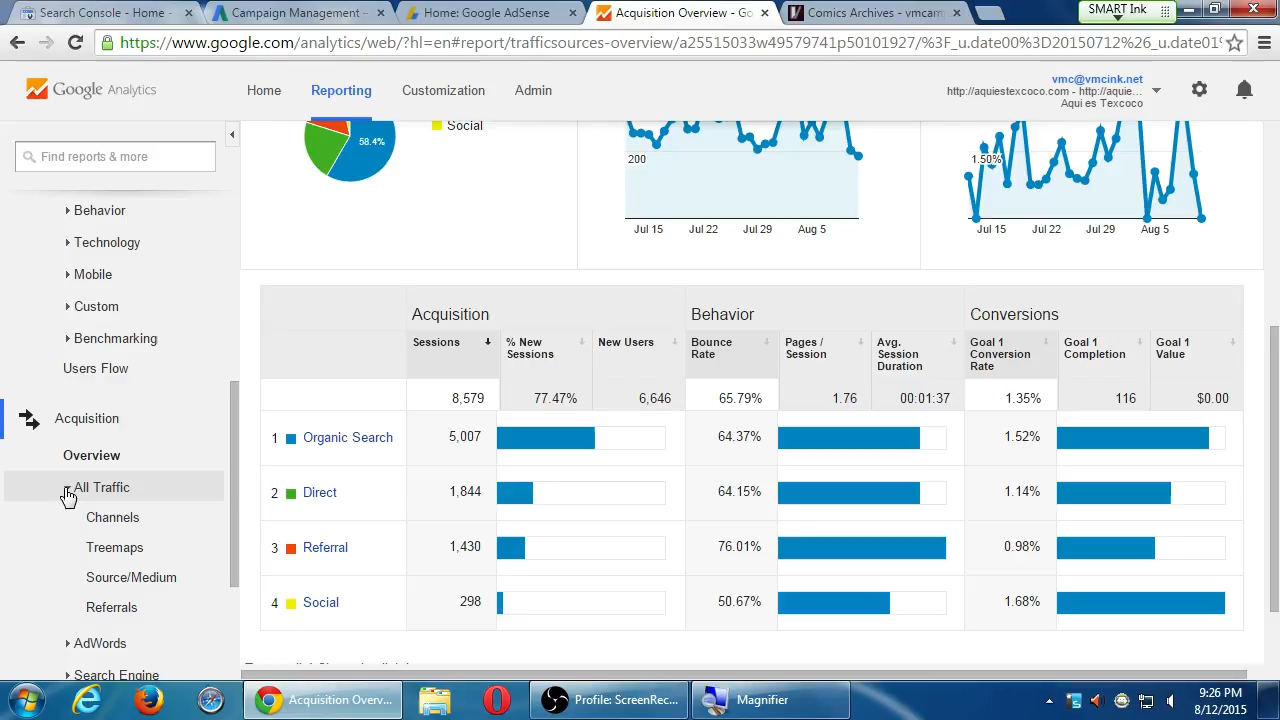 Search Console - Home
Campaign Management -
Home: Google AdSense
Acquisition Overview - Go
Comics Archives - vmcam
SMART Ink
https://www.google.com/analytics/web/?hl=en#report/trafficsources-overview/a25515033w49579741p50101927/%3F_u.date00%3D20150712%26_u.date01
Google Analytics
Home
Reporting
Customization
Admin
vmc@vmcink.net
http://aquiestexcoco.com - http://aquie...
Aqui es Texcoco
Find reports & more
Behavior
Technology
Mobile
Custom
Benchmarking
Users Flow
Acquisition
Overview
All Traffic
Channels
Treemaps
Source/Medium
Referrals
AdWords
Search Engine
58.4%
Social
200
Jul 15
Jul 22
Jul 29
Aug 5
1.50%
Jul 15
Jul 22
Jul 29
Aug 5
Acquisition
Behavior
Conversions
Sessions
% New
Sessions
New Users
Bounce
Rate
Pages /
Session
Avg.
Session
Duration
Goal 1
Conversion
Rate
Goal 1
Completion
Goal 1
Value
8,579
77.47%
6,646
65.79%
1.76
00:01:37
1.35%
116
$0.00
1 Organic Search 5,007 64.37% 1.52%
2 Direct 1,844 64.15% 1.14%
3 Referral 1,430 76.01% 0.98%
4 Social 298 50.67% 1.68%
Acquisition Overv...
Profile: ScreenRec...
Magnifier
9:26 PM
8/12/2015